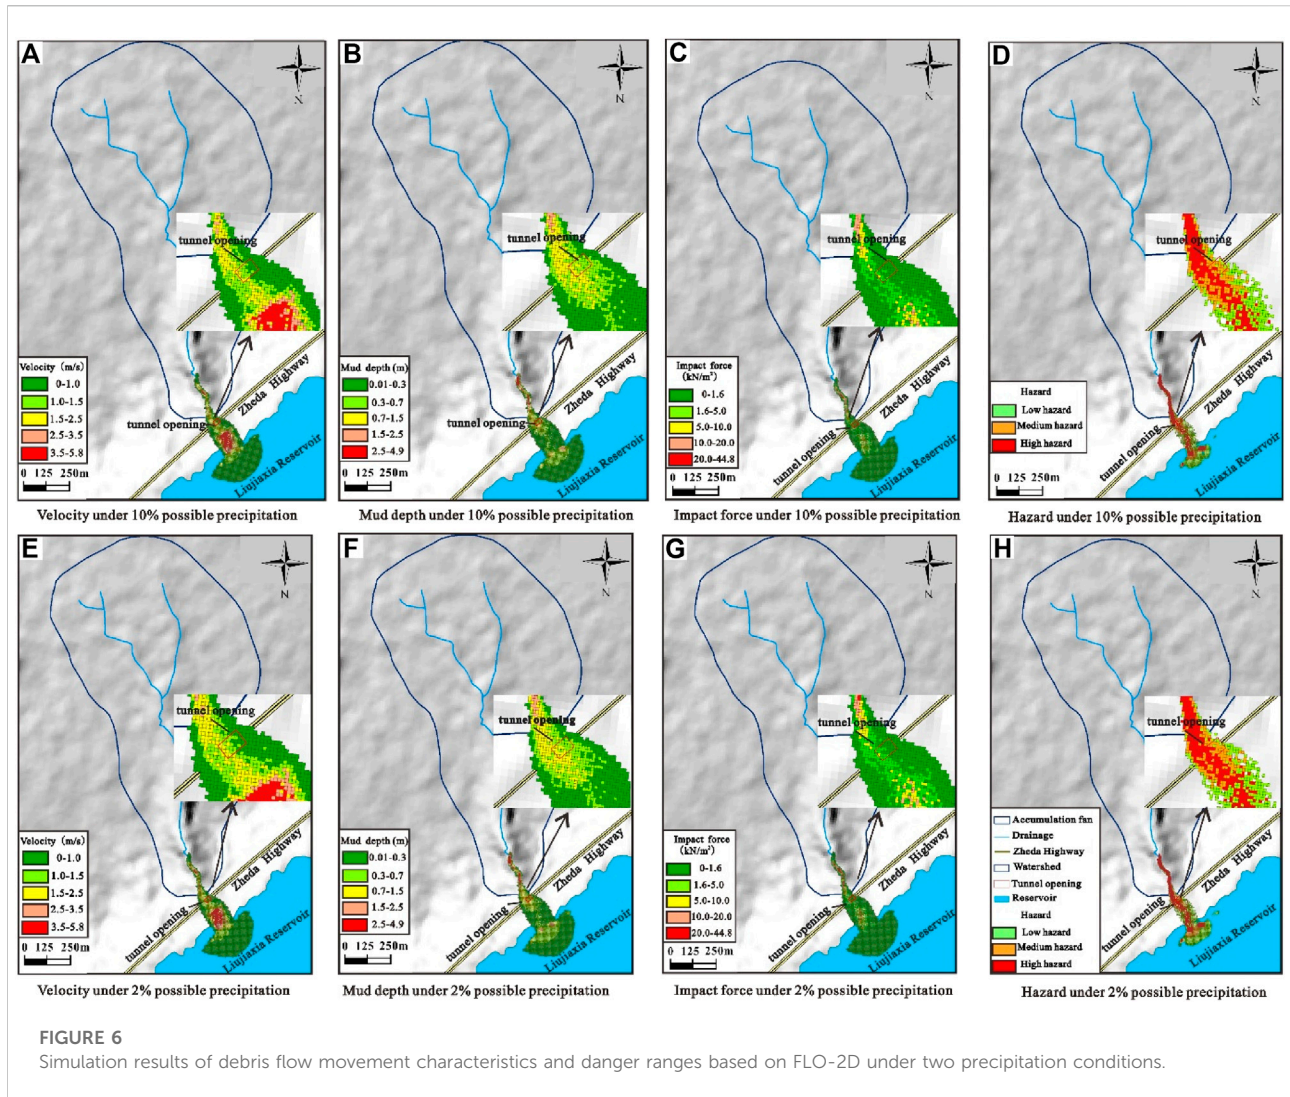 A
N
tunnel opening
Velocity (m/s)
0-1.0
1.0-1.5
1.5-2.5
2.5-3.5
3.5-5.8
0 125 250m
tunnel opening
Zheda Highway
Liujiaxia Reservoir
Velocity under 10% possible precipitation
B
N
tunnel opening
Mud depth (m)
0.01-0.3
0.3-0.7
0.7-1.5
1.5-2.5
2.5-4.9
0 125 250m
tunnel opening
Zheda Highway
Liujiaxia Reservoir
Mud depth under 10% possible precipitation
C
N
tunnel opening
Impact force
(kN/m²)
0-1.6
1.6-5.0
5.0-10.0
10.0-20.0
20.0-44.8
0 125 250m
tunnel opening
Zheda Highway
Liujiaxia Reservoir
Impact force under 10% possible precipitation
D
N
tunnel opening
Hazard
Low hazard
Medium hazard
High hazard
0 125 250m
tunnel opening
Zheda Highway
Liujiaxia Reservoir
Hazard under 10% possible precipitation
E
N
tunnel opening
Velocity (m/s)
0-1.0
1.0-1.5
1.5-2.5
2.5-3.5
3.5-5.8
0 125 250m
tunnel opening
Zheda Highway
Liujiaxia Reservoir
Velocity under 2% possible precipitation
F
N
tunnel opening
Mud depth (m)
0.01-0.3
0.3-0.7
0.7-1.5
1.5-2.5
2.5-4.9
0 125 250m
tunnel opening
Zheda Highway
Liujiaxia Reservoir
Mud depth under 2% possible precipitation
G
N
tunnel opening
Impact force
(kN/m²)
0-1.6
1.6-5.0
5.0-10.0
10.0-20.0
20.0-44.8
0 125 250m
tunnel opening
Zheda Highway
Liujiaxia Reservoir
Impact force under 2% possible precipitation
H
N
tunnel opening
Accumulation fan
Drainage
Zheda Highway
Watershed
Tunnel opening
Reservoir
Hazard
Low hazard
Medium hazard
High hazard
0 125 250m
tunnel opening
Zheda Highway
Liujiaxia Reservoir
Hazard under 2% possible precipitation
FIGURE 6
Simulation results of debris flow movement characteristics and danger ranges based on FLO-2D under two precipitation conditions.